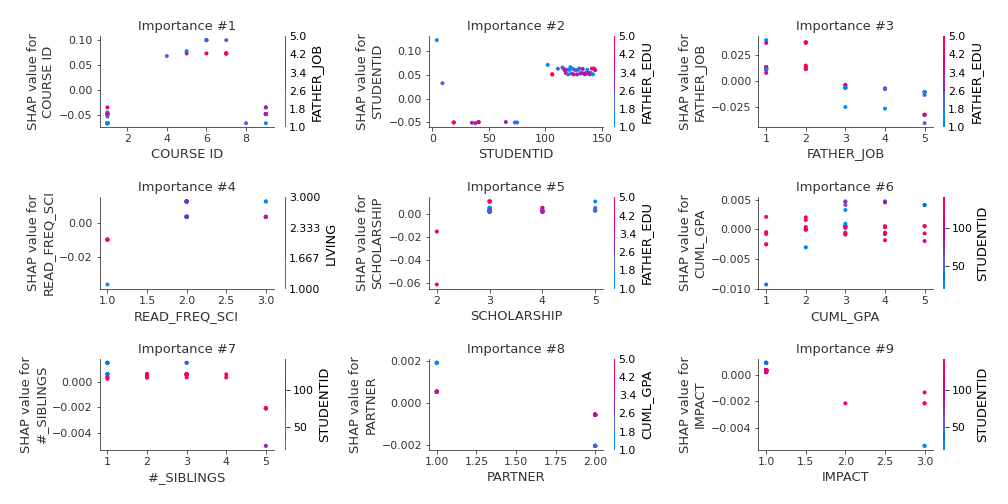 Importance #1
SHAP value for
COURSE ID
0.10
0.05
0.00
−0.05
2
4
6
8
COURSE ID
5.0
4.2
3.4
2.6
1.8
1.0
FATHER_JOB
Importance #2
SHAP value for
STUDENTID
0.10
0.05
0.00
−0.05
0
50
100
150
STUDENTID
5.0
4.2
3.4
2.6
1.8
1.0
FATHER_EDU
Importance #3
SHAP value for
FATHER_JOB
0.025
0.000
−0.025
1
2
3
4
5
FATHER_JOB
5.0
4.2
3.4
2.6
1.8
1.0
FATHER_EDU
Importance #4
SHAP value for
READ_FREQ_SCI
0.00
−0.02
1.0
1.5
2.0
2.5
3.0
READ_FREQ_SCI
3.000
2.333
1.667
1.000
LIVING
Importance #5
SHAP value for
SCHOLARSHIP
0.00
−0.02
−0.04
−0.06
2
3
4
5
SCHOLARSHIP
5.0
4.2
3.4
2.6
1.8
1.0
FATHER_EDU
Importance #6
SHAP value for
CUML_GPA
0.005
0.000
−0.005
−0.010
1
2
3
4
5
CUML_GPA
100
50
STUDENTID
Importance #7
SHAP value for
#_SIBLINGS
0.000
−0.002
−0.004
1
2
3
4
5
#_SIBLINGS
100
50
STUDENTID
Importance #8
SHAP value for
PARTNER
0.002
0.000
−0.002
1.00
1.25
1.50
1.75
2.00
PARTNER
5.0
4.2
3.4
2.6
1.8
1.0
CUML_GPA
Importance #9
SHAP value for
IMPACT
0.000
−0.002
−0.004
1.0
1.5
2.0
2.5
3.0
IMPACT
100
50
STUDENTID